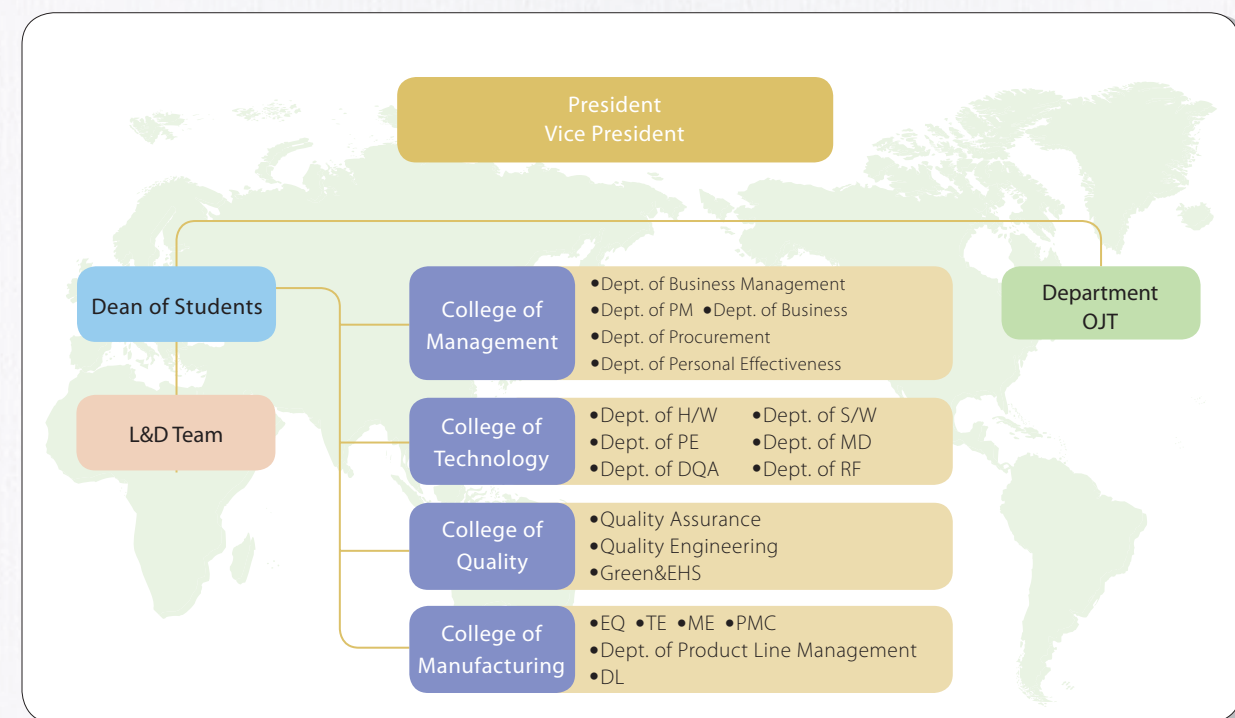 President
Vice President
Dean of Students
L&D Team
College of
Management
•Dept. of Business Management
•Dept. of PM •Dept. of Business
•Dept. of Procurement
•Dept. of Personal Effectiveness
College of
Technology
•Dept. of H/W •Dept. of S/W
•Dept. of PE •Dept. of MD
•Dept. of DQA •Dept. of RF
College of
Quality
•Quality Assurance
•Quality Engineering
•Green&EHS
College of
Manufacturing
•EQ •TE •ME •PMC
•Dept. of Product Line Management
•DL
Department
OJT